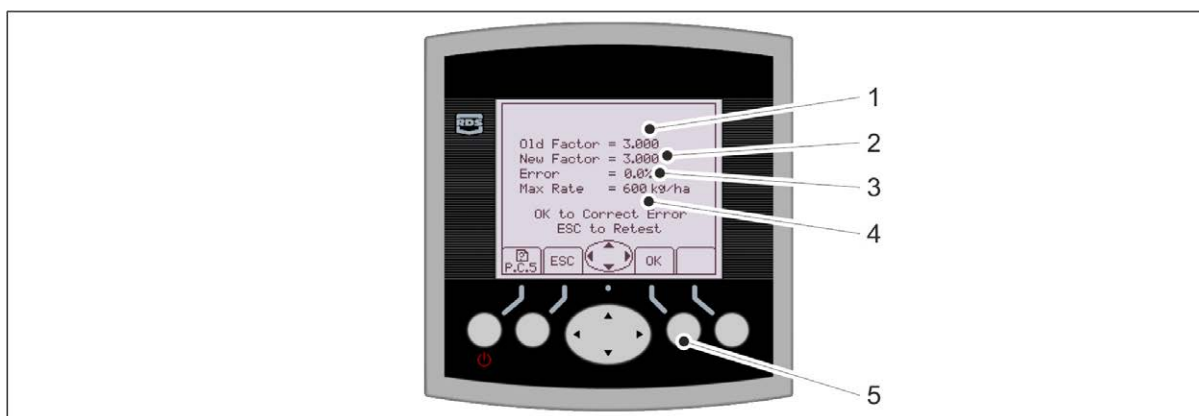 RDS
Old Factor = 3.000
New Factor = 3.000
Error = 0.0%
Max Rate = 600 kg/ha
OK to Correct Error
ESC to Retest
P.C.5 ESC OK
1
2
3
4
5